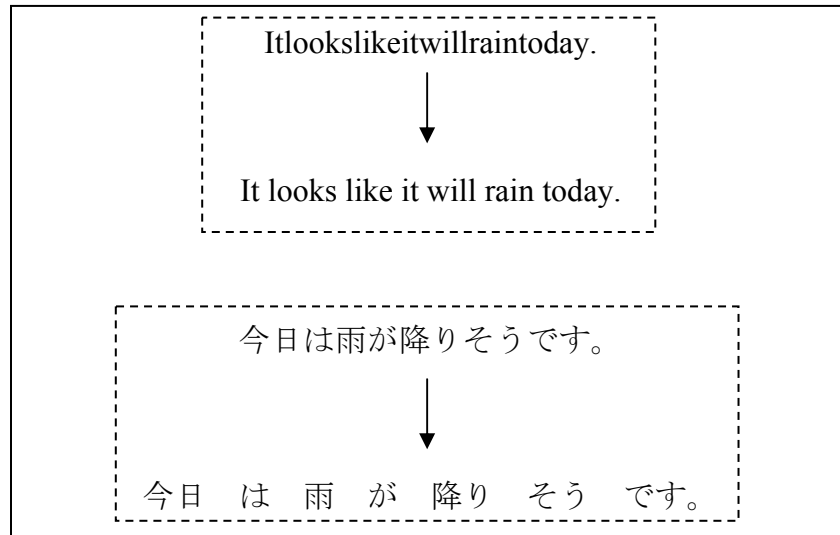 Itlookslikeitwillraintoday.
It looks like it will rain today.
今日は雨が降りそうです。
今日 は 雨 が 降り そう です。